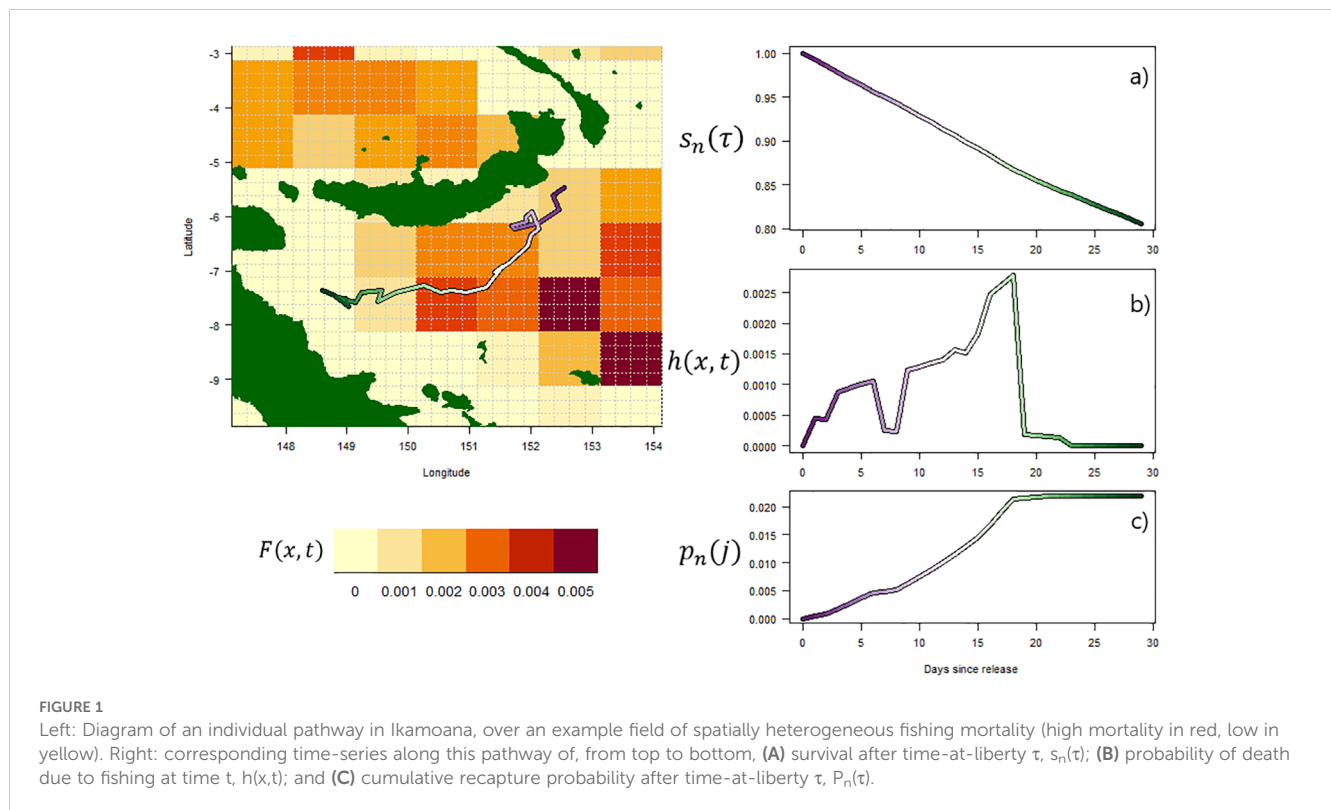 -3
-4
-5
-6
-7
-8
-9
Latitude
148 149 150 151 152 153 154
Longitude
F(x, t)
0 0.001 0.002 0.003 0.004 0.005
a)
s_n(τ)
1.00
0.95
0.90
0.85
0.80
0 5 10 15 20 25 30
b)
h(x, t)
0.0025
0.0020
0.0015
0.0010
0.0005
0.0000
0 5 10 15 20 25 30
c)
p_n(j)
0.020
0.015
0.010
0.005
0.000
0 5 10 15 20 25 30
Days since release
FIGURE 1
Left: Diagram of an individual pathway in Ikamoana, over an example field of spatially heterogeneous fishing mortality (high mortality in red, low in
yellow). Right: corresponding time-series along this pathway of, from top to bottom, (A) survival after time-at-liberty τ, s_n(τ); (B) probability of death
due to fishing at time t, h(x,t); and (C) cumulative recapture probability after time-at-liberty τ, P_n(τ).